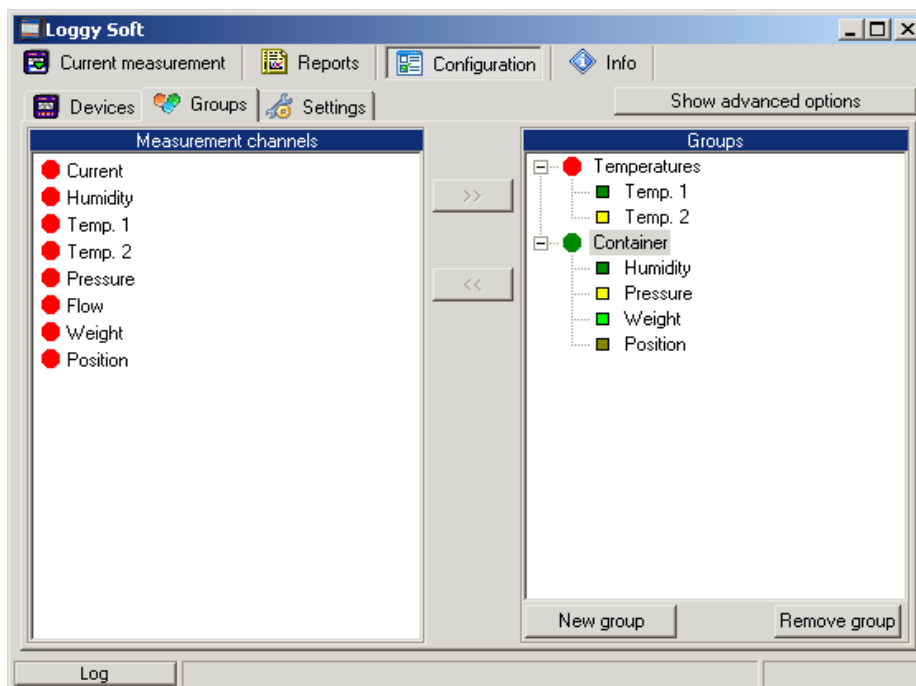 Loggy Soft
Current measurement Reports Configuration Info
Devices Groups Settings Show advanced options
Measurement channels
Current
Humidity
Temp. 1
Temp. 2
Pressure
Flow
Weight
Position
>>
<<
Groups
Temperatures
Temp. 1
Temp. 2
Container
Humidity
Pressure
Weight
Position
New group Remove group
Log